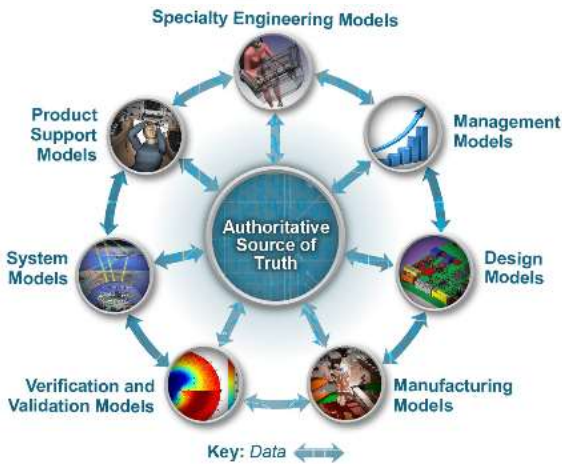 Specialty Engineering Models
Product
Support
Models
Management
Models
Authoritative
Source of
Truth
System
Models
Design
Models
Verification and
Validation Models
Manufacturing
Models
Key: Data